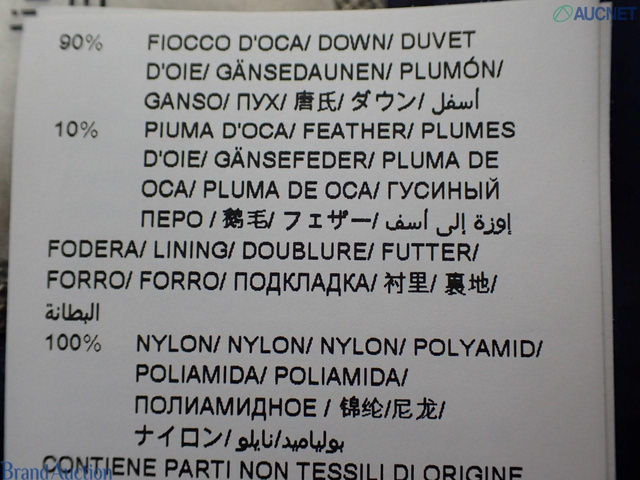 AUCNET
90% FIOCCO D'OCA/ DOWN/ DUVET
D'OIE/ GÄNSEDAUNEN/ PLUMÓN/
GANSO/ ПУХ/ 唐氏/ ダウン/ أسفل
10% PIUMA D'OCA/ FEATHER/ PLUMES
D'OIE/ GÄNSEFEDER/ PLUMA DE
OCA/ PLUMA DE OCA/ ГУСИНЫЙ
ПЕРО / 鹅毛/ フェザー/ إوزة إلى أسف
FODERA/ LINING/ DOUBLURE/ FUTTER/
FORRO/ FORRO/ ПОДКЛАДКА/ 衬里/ 裏地/
البطانة
100% NYLON/ NYLON/ NYLON/ POLYAMID/
POLIAMIDA/ POLIAMIDA/
ПОЛИАМИДНОЕ / 锦纶/尼龙/
ナイロン/ بولياميد/نايلو
CONTIENE PARTI NON TESSILI DI ORIGINE
Brand Auction